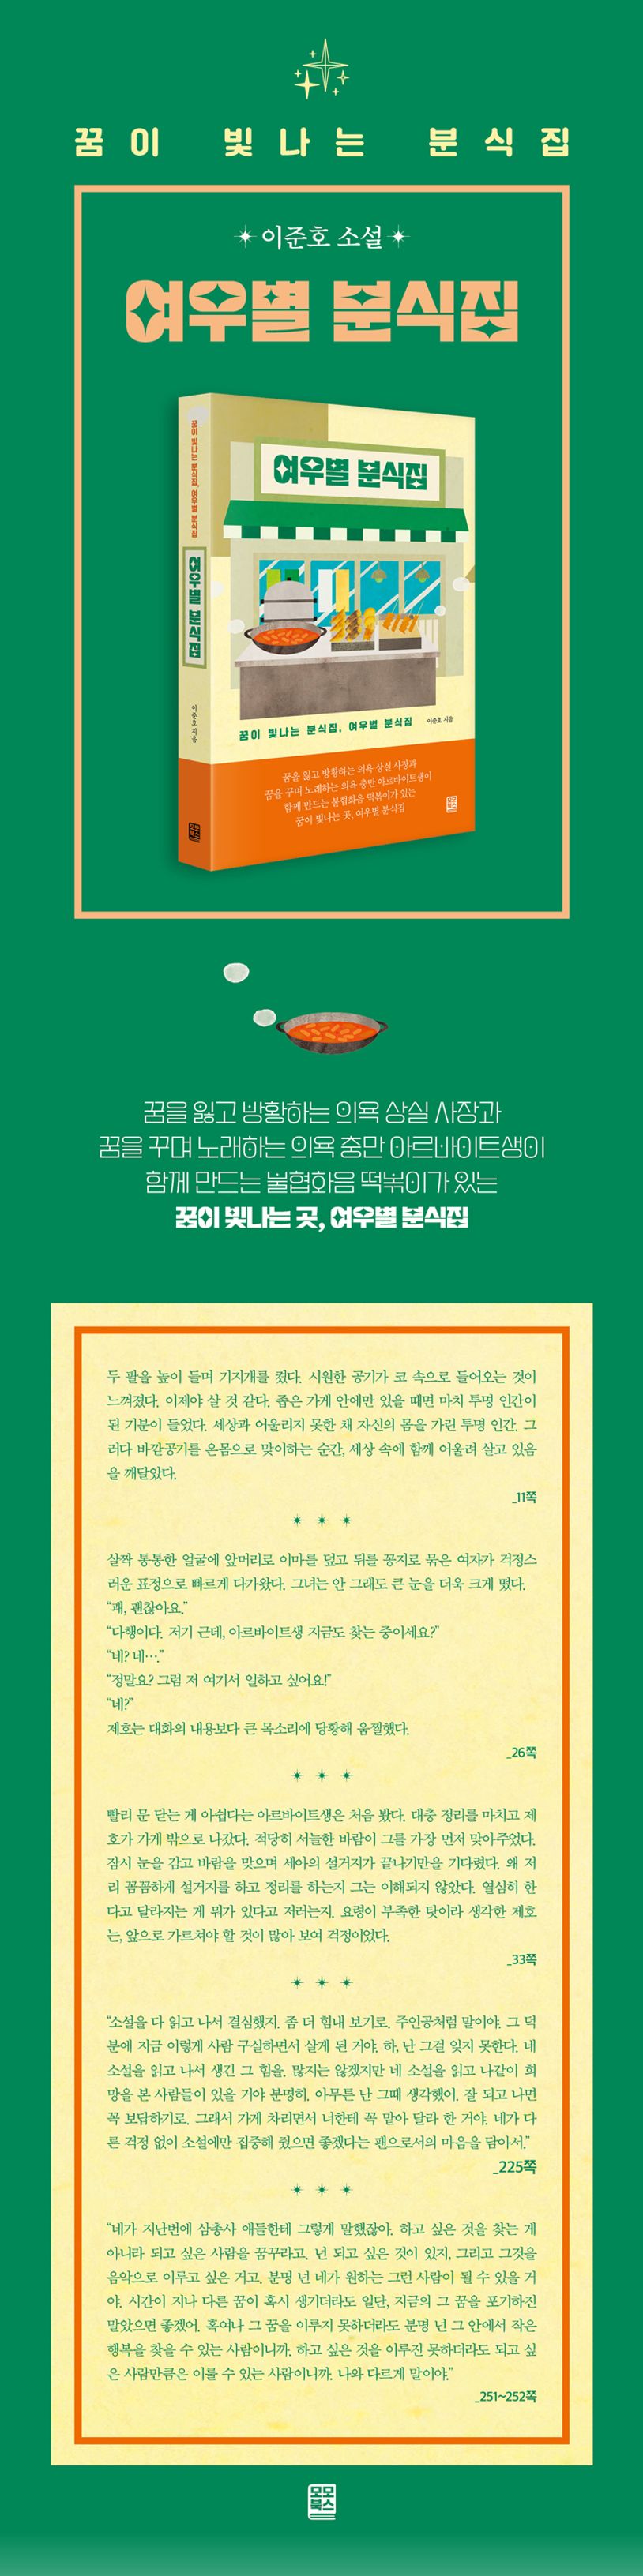 꿈이 빛나는 분식집
이준호 소설
여우별 분식집
꿈이 빛나는 분식집, 여우별 분식집
여우별 분식집
이준호 지음
모모북스
여우별 분식집
꿈이 빛나는 분식집, 여우별 분식집
이준호 지음
꿈을 잃고 방황하는 의욕 상실 사장과
꿈을 꾸며 노래하는 의욕 충만 아르바이트생이
함께 만드는 불협화음 떡볶이가 있는
꿈이 빛나는 곳, 여우별 분식집
모모북스
꿈을 잃고 방황하는 의욕 상실 사장과
꿈을 꾸며 노래하는 의욕 충만 아르바이트생이
함께 만드는 불협화음 떡볶이가 있는
꿈이 빛나는 곳, 여우별 분식집
두 팔을 높이 들며 기지개를 켰다. 시원한 공기가 코 속으로 들어오는 것이
느껴졌다. 이제야 살 것 같다. 좁은 가게 안에만 있을 때면 마치 투명 인간이
된 기분이 들었다. 세상과 어울리지 못한 채 자신의 몸을 가린 투명 인간. 그
러다 바깥공기를 온몸으로 맞이하는 순간, 세상 속에 함께 어울려 살고 있음
을 깨달았다.
_11쪽
살짝 통통한 얼굴에 앞머리로 이마를 덮고 뒤를 꽁지로 묶은 여자가 걱정스
러운 표정으로 빠르게 다가왔다. 그녀는 안 그래도 큰 눈을 더욱 크게 떴다.
“괘, 괜찮아요.”
“다행이다. 저기 근데, 아르바이트생 지금도 찾는 중이세요?”
“네? 네….”
“정말요? 그럼 저 여기서 일하고 싶어요!”
“네?”
제호는 대화의 내용보다 큰 목소리에 당황해 움찔했다.
_26쪽
빨리 문 닫는 게 아쉽다는 아르바이트생은 처음 봤다. 대충 정리를 마치고 제
호가 가게 밖으로 나갔다. 적당히 서늘한 바람이 그를 가장 먼저 맞아주었다.
잠시 눈을 감고 바람을 맞으며 세아의 설거지가 끝나기만을 기다렸다. 왜 저
리 꼼꼼하게 설거지를 하고 정리를 하는지 그는 이해되지 않았다. 열심히 한
다고 달라지는 게 뭐가 있다고 저러는지. 요령이 부족한 탓이라 생각한 제호
는, 앞으로 가르쳐야 할 것이 많아 보여 걱정이었다.
_33쪽
“소설을 다 읽고 나서 결심했지. 좀 더 힘내 보기로. 주인공처럼 말이야. 그 덕
분에 지금 이렇게 사람 구실하면서 살게 된 거야. 하, 난 그걸 잊지 못한다. 네
소설을 읽고 나서 생긴 그 힘을. 많지는 않겠지만 네 소설을 읽고 나같이 희
망을 본 사람들이 있을 거야 분명히. 아무튼 난 그때 생각했어. 잘 되고 나면
꼭 보답하기로. 그래서 가게 차리면서 너한테 꼭 맡아 달라 한 거야. 네가 다
른 걱정 없이 소설에만 집중해 줬으면 좋겠다는 팬으로서의 마음을 담아서.”
_225쪽
“네가 지난번에 삼총사 애들한테 그렇게 말했잖아. 하고 싶은 것을 찾는 게
아니라 되고 싶은 사람을 꿈꾸라고. 넌 되고 싶은 것이 있지, 그리고 그것을
음악으로 이루고 싶은 거고. 분명 넌 네가 원하는 그런 사람이 될 수 있을 거
야. 시간이 지나 다른 꿈이 혹시 생기더라도 일단, 지금의 그 꿈을 포기하진
말았으면 좋겠어. 혹여나 그 꿈을 이루지 못하더라도 분명 넌 그 안에서 작은
행복을 찾을 수 있는 사람이니까. 하고 싶은 것을 이루진 못하더라도 되고 싶
은 사람만큼은 이룰 수 있는 사람이니까. 나와 다르게 말이야.”
_251~252쪽
모모
북스